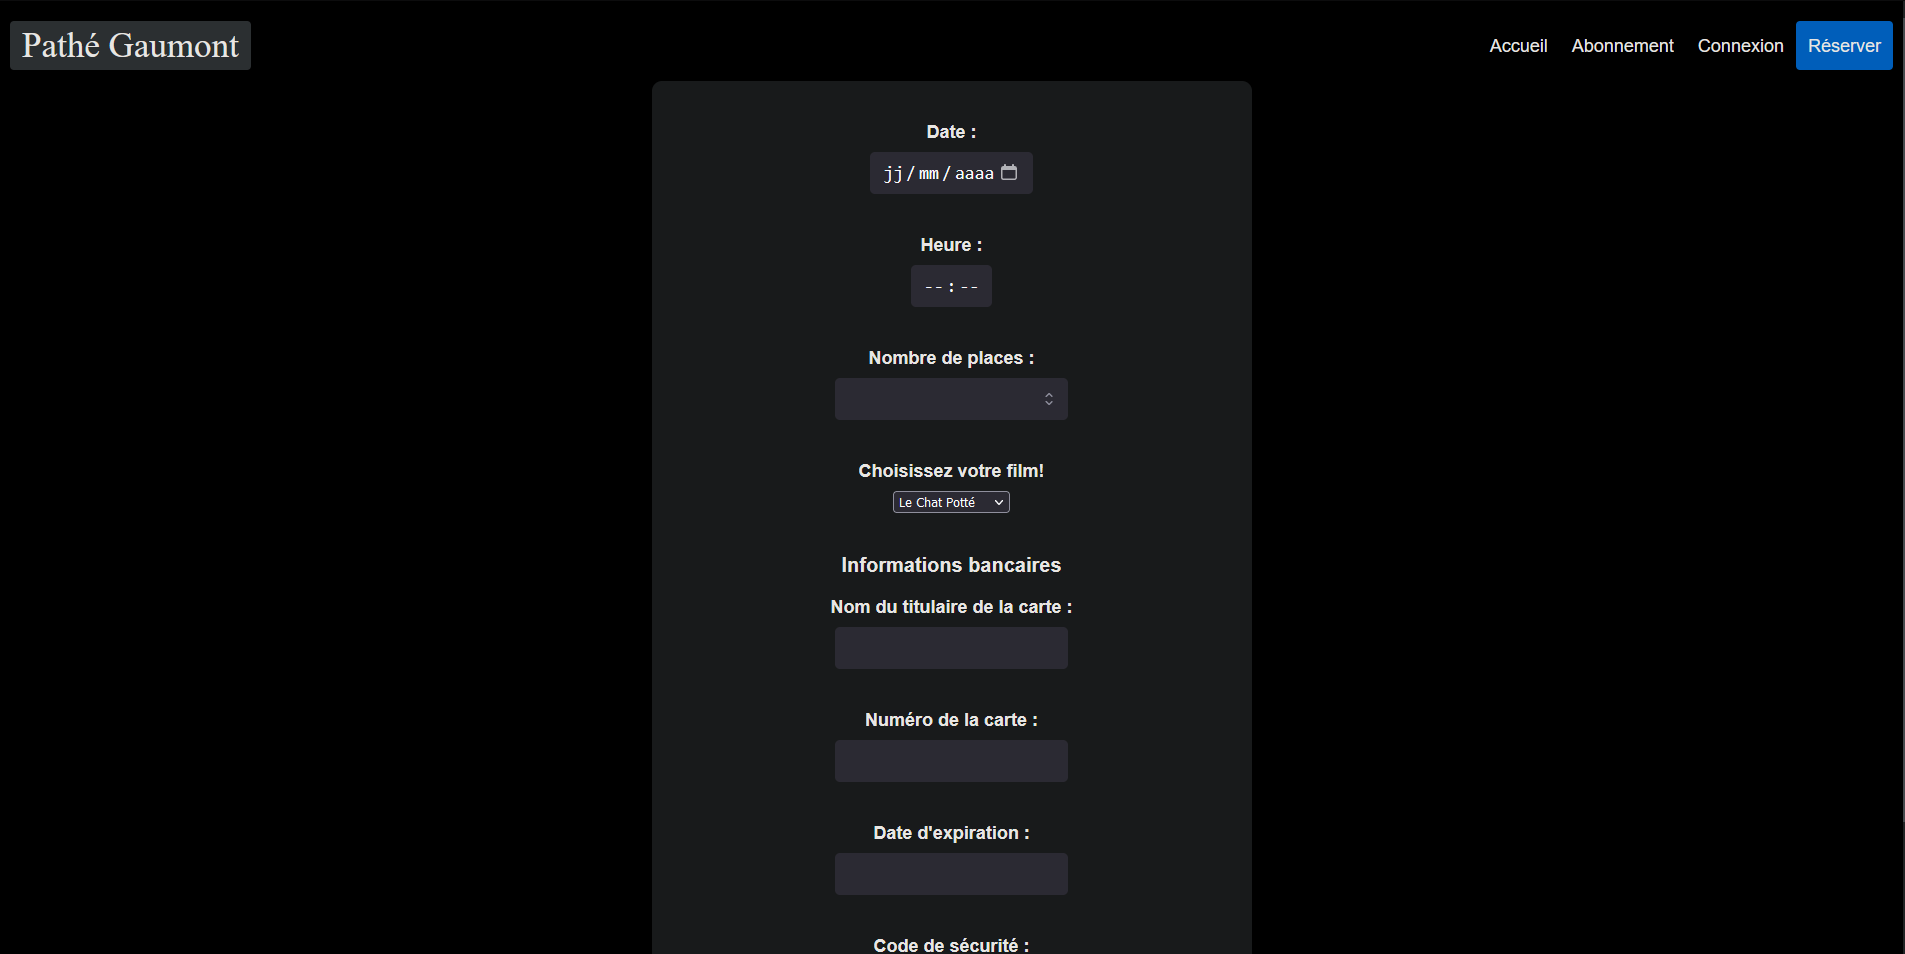 Pathé Gaumont
Accueil Abonnement Connexion Réserver
Date :
jj/mm/aaaa
Heure :
--:--
Nombre de places :
Choisissez votre film!
Le Chat Potté
Informations bancaires
Nom du titulaire de la carte :
Numéro de la carte :
Date d'expiration :
Code de sécurité :